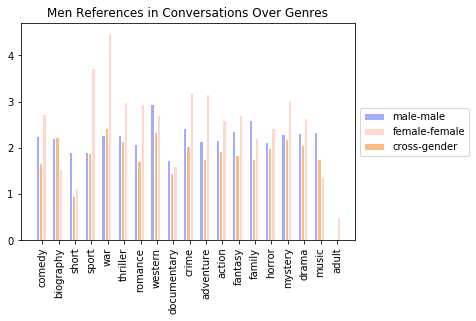 Men References in Conversations Over Genres
4
3
2
1
0
male-male
female-female
cross-gender
comedy
biography
short
sport
war
thriller
romance
western
documentary
crime
adventure
action
fantasy
family
horror
mystery
drama
music
adult